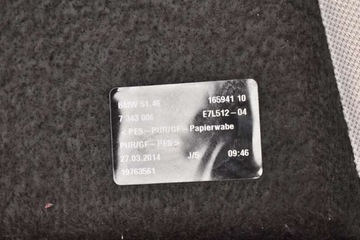 BMW 51.46 165941 10
7 343 006 E7L512-04
PES-PUR/GF-Papierwabe
PUR/GF-PES >
27.03.2014 J/S 09:46
19763561